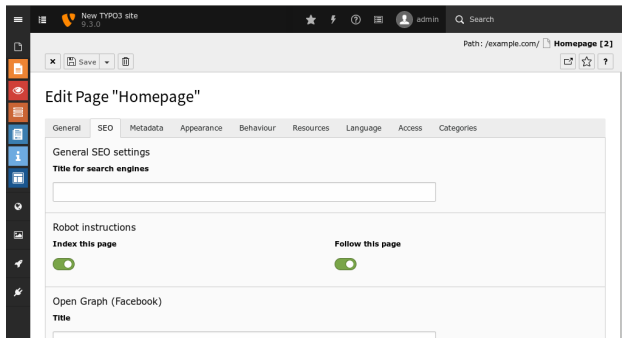 New TYPO3 site
9.3.0
admin
Search
Path: /example.com/ Homepage [2]
Save
?
Edit Page "Homepage"
General SEO Metadata Appearance Behaviour Resources Language Access Categories
General SEO settings
Title for search engines
Robot instructions
Index this page Follow this page
Open Graph (Facebook)
Title